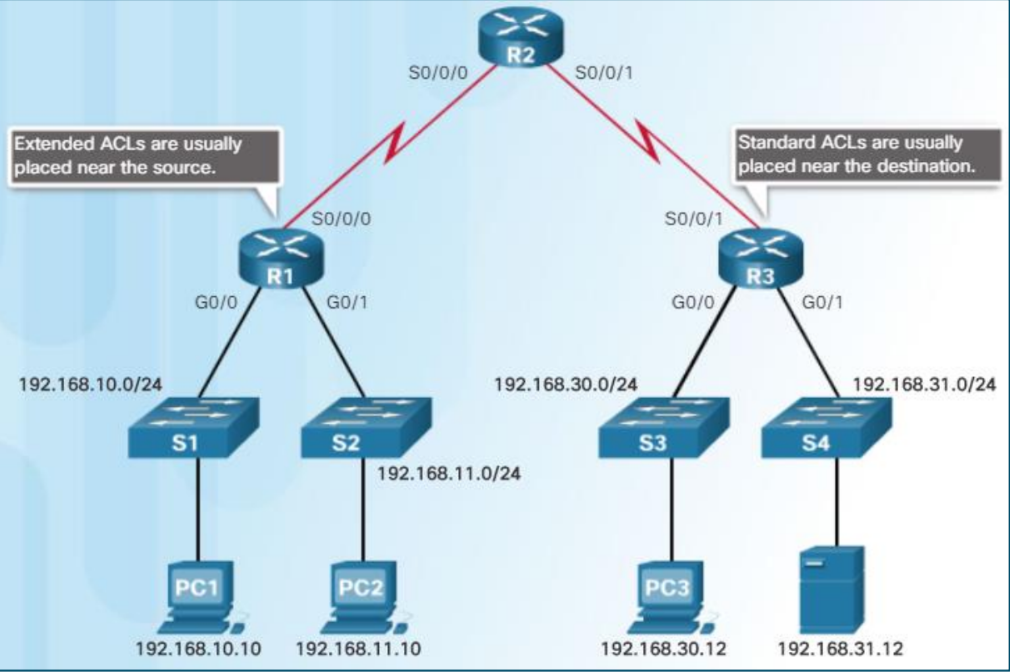 R2
S0/0/0
S0/0/1
Extended ACLs are usually
placed near the source.
Standard ACLs are usually
placed near the destination.
S0/0/0
S0/0/1
R1
R3
G0/0
G0/1
G0/0
G0/1
192.168.10.0/24
192.168.30.0/24
192.168.31.0/24
S1
S2
S3
S4
192.168.11.0/24
PC1
PC2
PC3
192.168.10.10
192.168.11.10
192.168.30.12
192.168.31.12